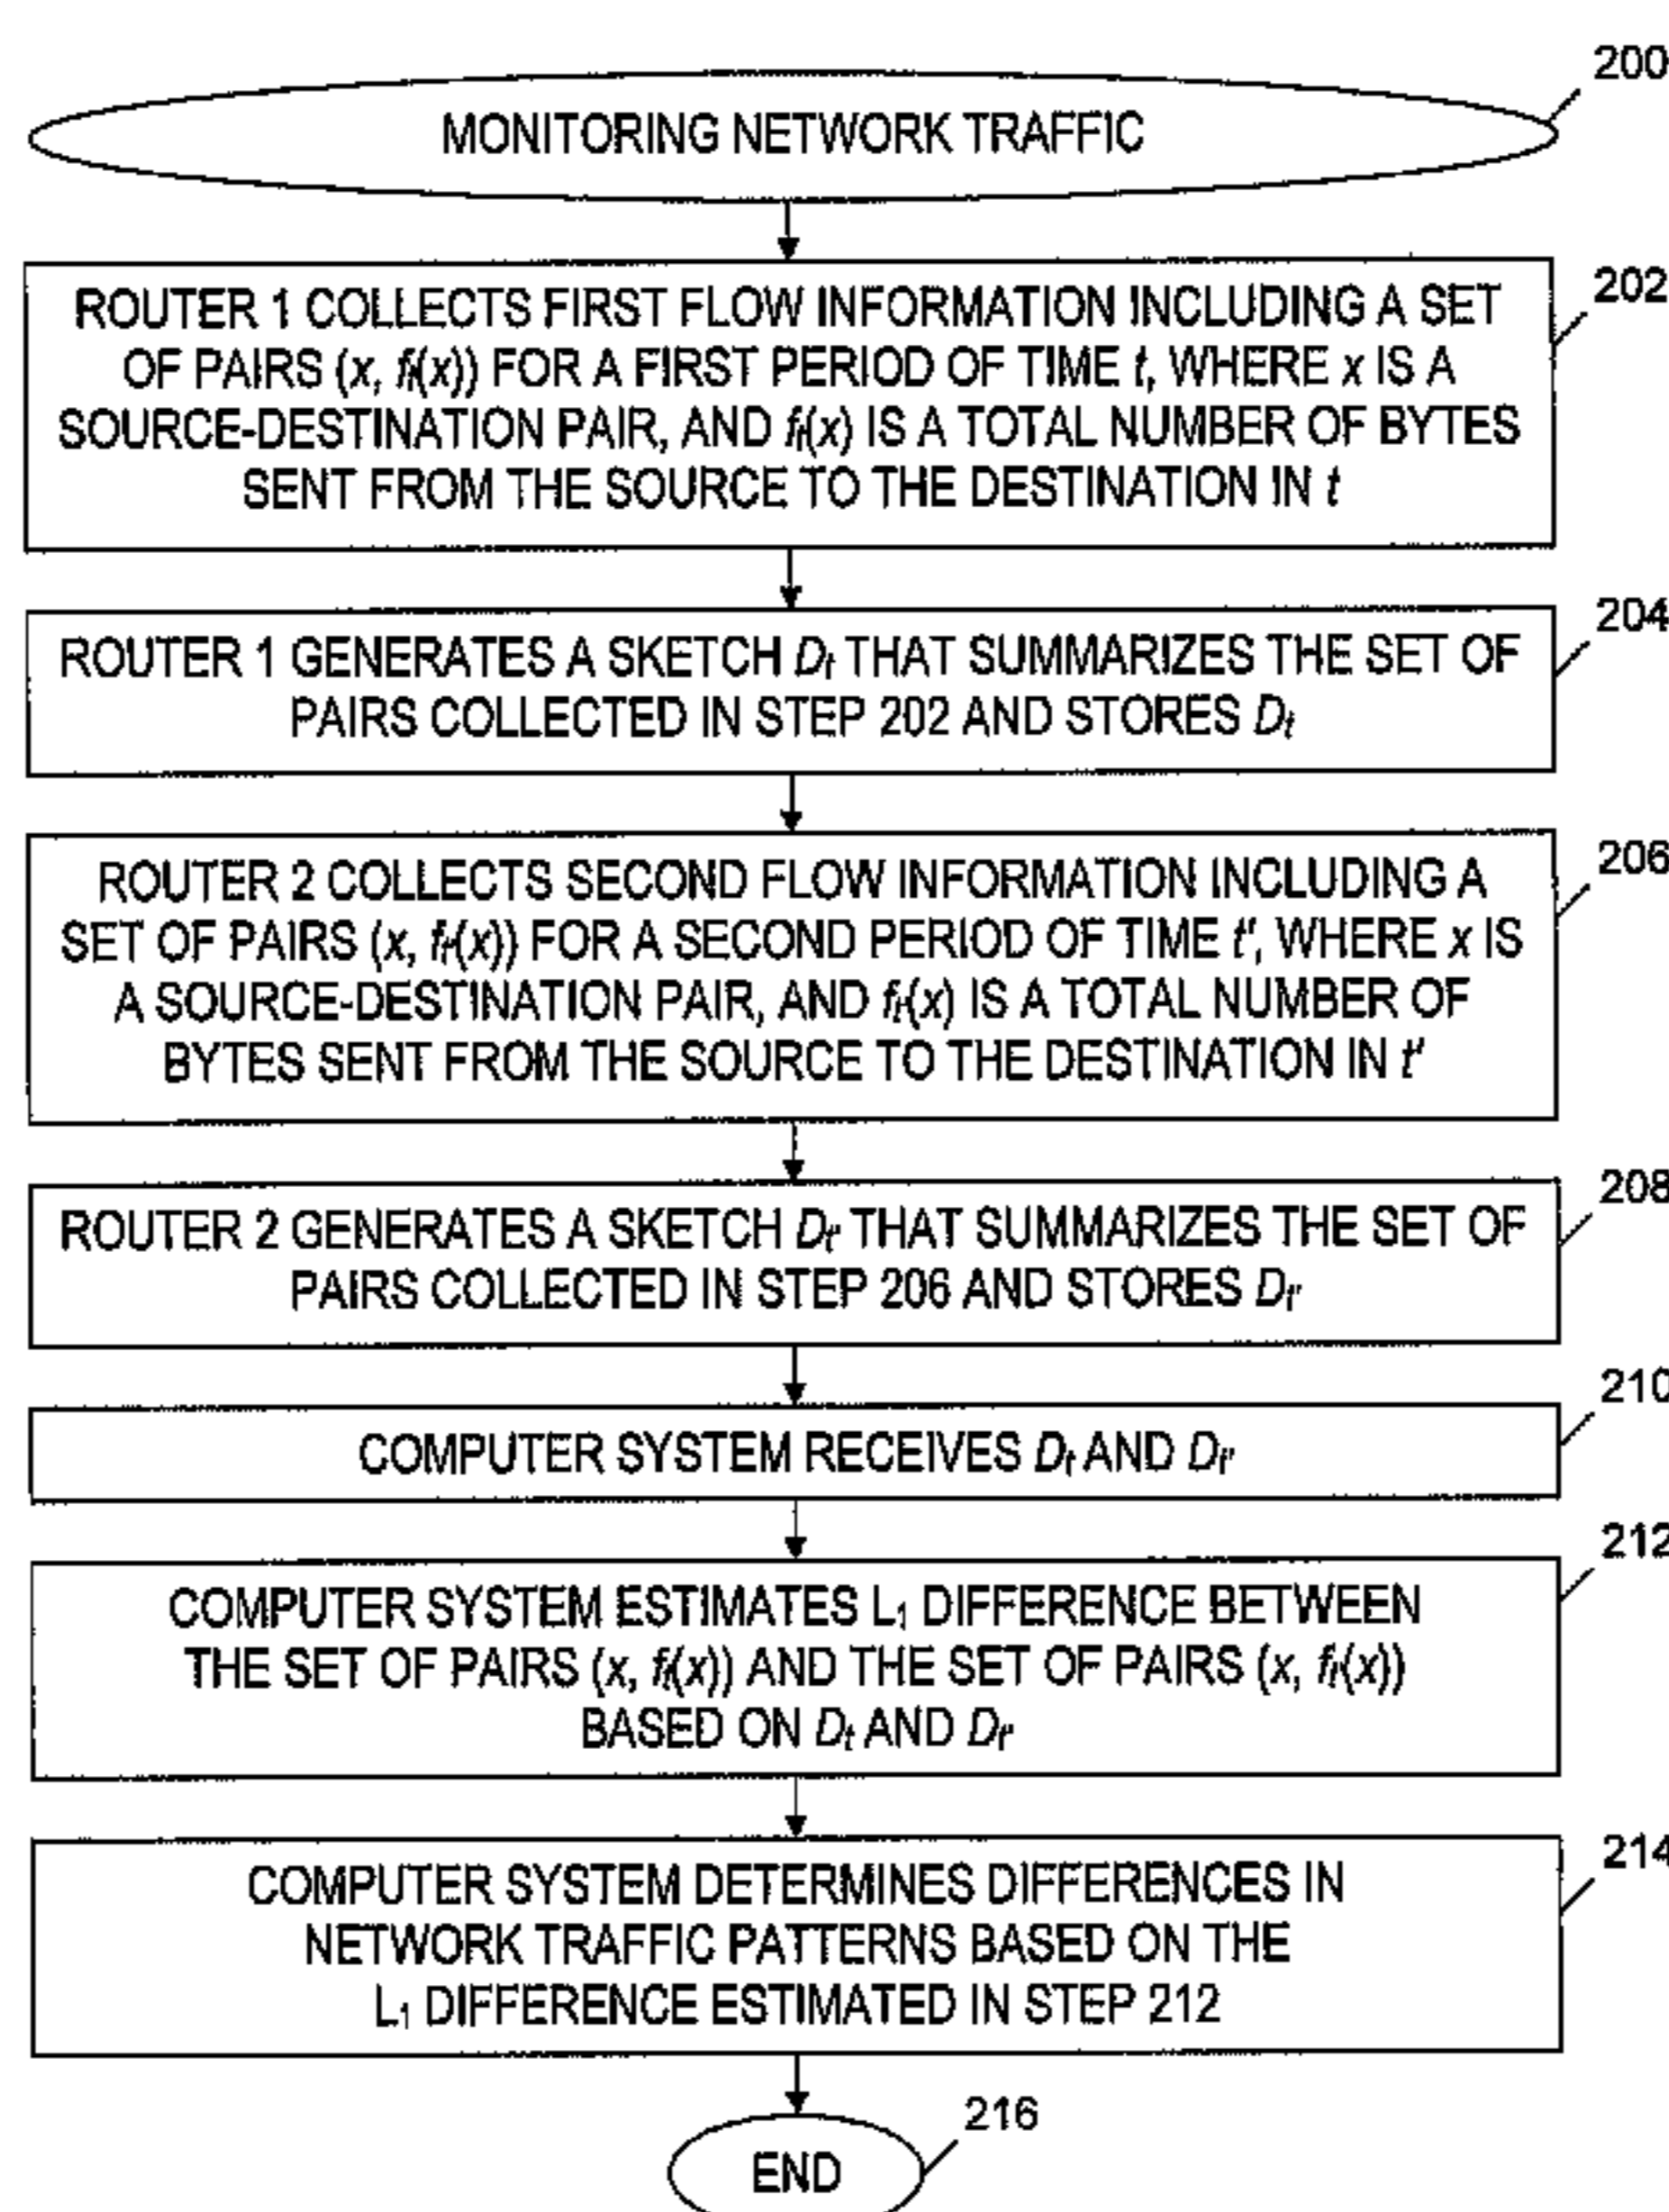 200
MONITORING NETWORK TRAFFIC
202
ROUTER 1 COLLECTS FIRST FLOW INFORMATION INCLUDING A SET
OF PAIRS (x, fₜ(x)) FOR A FIRST PERIOD OF TIME t, WHERE x IS A
SOURCE-DESTINATION PAIR, AND fₜ(x) IS A TOTAL NUMBER OF BYTES
SENT FROM THE SOURCE TO THE DESTINATION IN t
204
ROUTER 1 GENERATES A SKETCH Dₜ THAT SUMMARIZES THE SET OF
PAIRS COLLECTED IN STEP 202 AND STORES Dₜ
206
ROUTER 2 COLLECTS SECOND FLOW INFORMATION INCLUDING A
SET OF PAIRS (x, fₜ'(x)) FOR A SECOND PERIOD OF TIME t', WHERE x IS
A SOURCE-DESTINATION PAIR, AND fₜ'(x) IS A TOTAL NUMBER OF
BYTES SENT FROM THE SOURCE TO THE DESTINATION IN t'
208
ROUTER 2 GENERATES A SKETCH Dₜ' THAT SUMMARIZES THE SET OF
PAIRS COLLECTED IN STEP 206 AND STORES Dₜ'
210
COMPUTER SYSTEM RECEIVES Dₜ AND Dₜ'
212
COMPUTER SYSTEM ESTIMATES L₁ DIFFERENCE BETWEEN
THE SET OF PAIRS (x, fₜ(x)) AND THE SET OF PAIRS (x, fₜ'(x))
BASED ON Dₜ AND Dₜ'
214
COMPUTER SYSTEM DETERMINES DIFFERENCES IN
NETWORK TRAFFIC PATTERNS BASED ON THE
L₁ DIFFERENCE ESTIMATED IN STEP 212
216
END